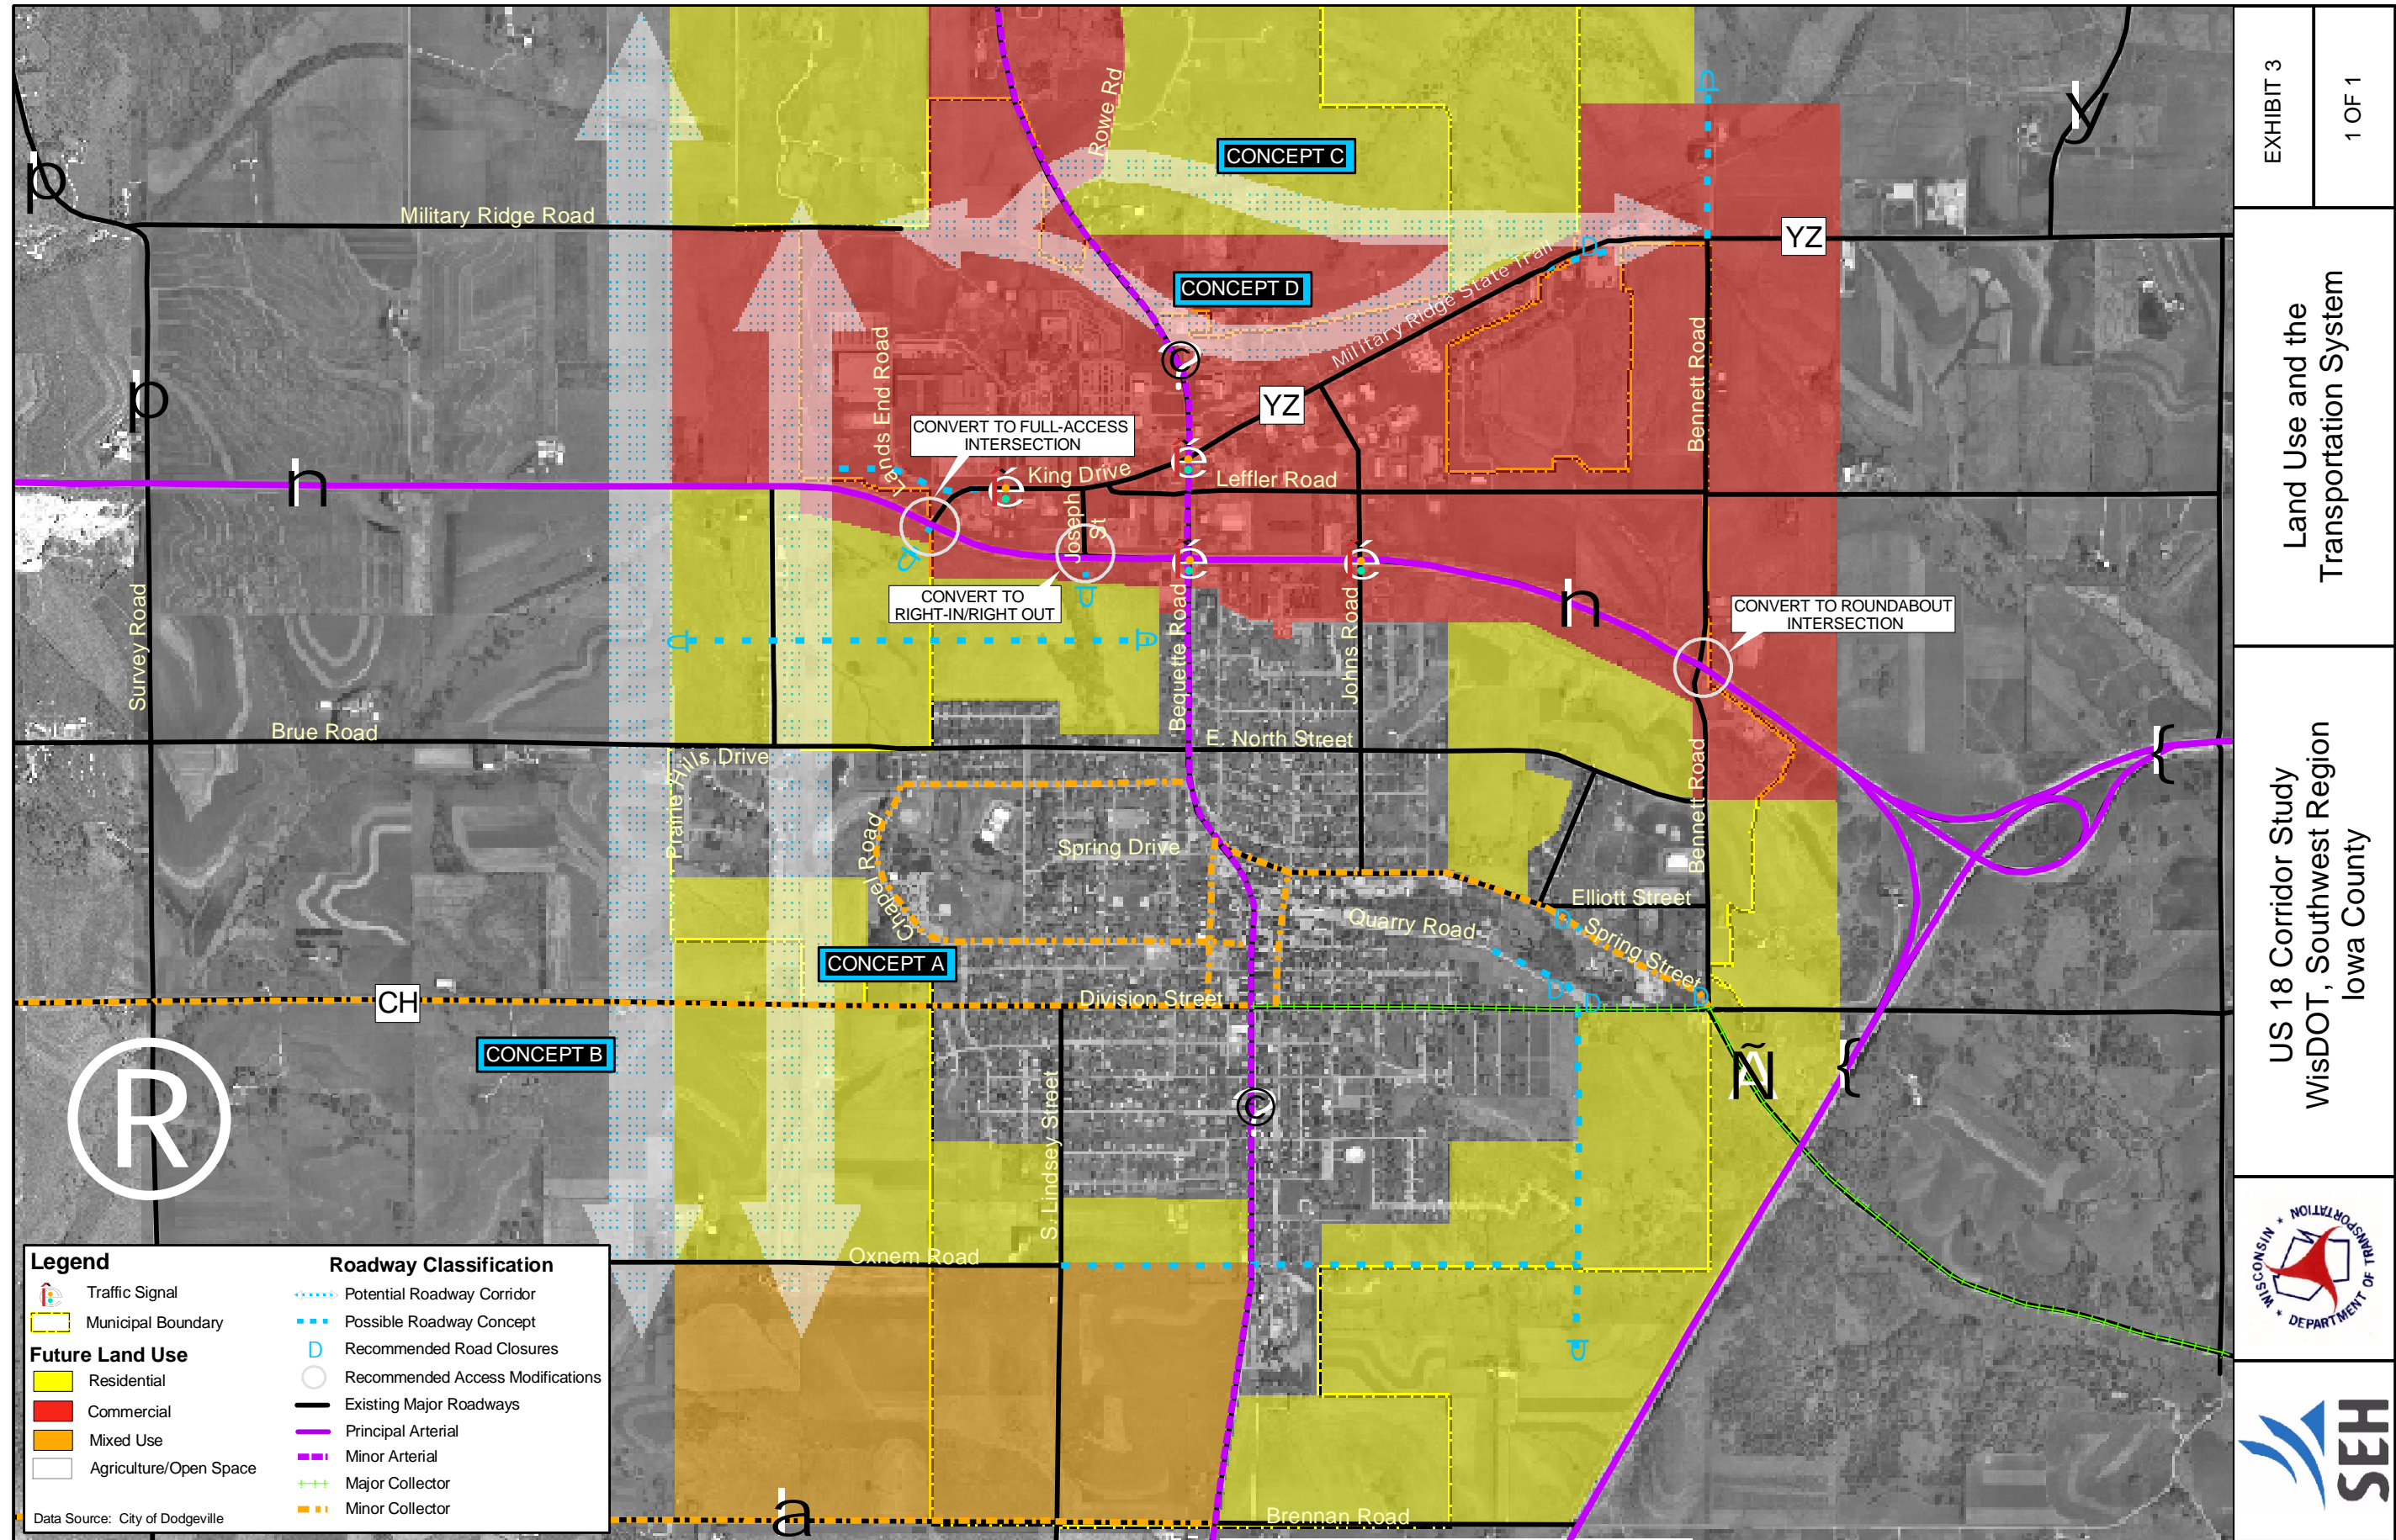 EXHIBIT 3
1 OF 1
Land Use and the
Transportation System
US 18 Corridor Study
WisDOT, Southwest Region
Iowa County
WISCONSIN * DEPARTMENT OF TRANSPORTATION *
SEH
Rowe Rd
CONCEPT C
y
p
Military Ridge Road
YZ
CONCEPT D
Military Ridge State Trail
D
D
Lands End Road
©
Bennett Road
p
YZ
CONVERT TO FULL-ACCESS
INTERSECTION
King Drive
Leffler Road
h
Joseph
St
CONVERT TO
RIGHT-IN/RIGHT OUT
D
D
D
D
h
CONVERT TO ROUNDABOUT
INTERSECTION
Survey Road
Bequette Road
Johns Road
Brue Road
E. North Street
Prairie Hills Drive
{
Chapel Road
Spring Drive
Bennett Road
Elliott Street
Quarry Road
D
Spring Street
D
D
D
CONCEPT A
CH
Division Street
CONCEPT B
R
©
Ñ
{
S. Lindsey Street
Oxnem Road
D
a
Brennan Road
Legend
Traffic Signal
Municipal Boundary
Future Land Use
Residential
Commercial
Mixed Use
Agriculture/Open Space
Data Source: City of Dodgeville
Roadway Classification
Potential Roadway Corridor
Possible Roadway Concept
D Recommended Road Closures
Recommended Access Modifications
Existing Major Roadways
Principal Arterial
Minor Arterial
Major Collector
Minor Collector